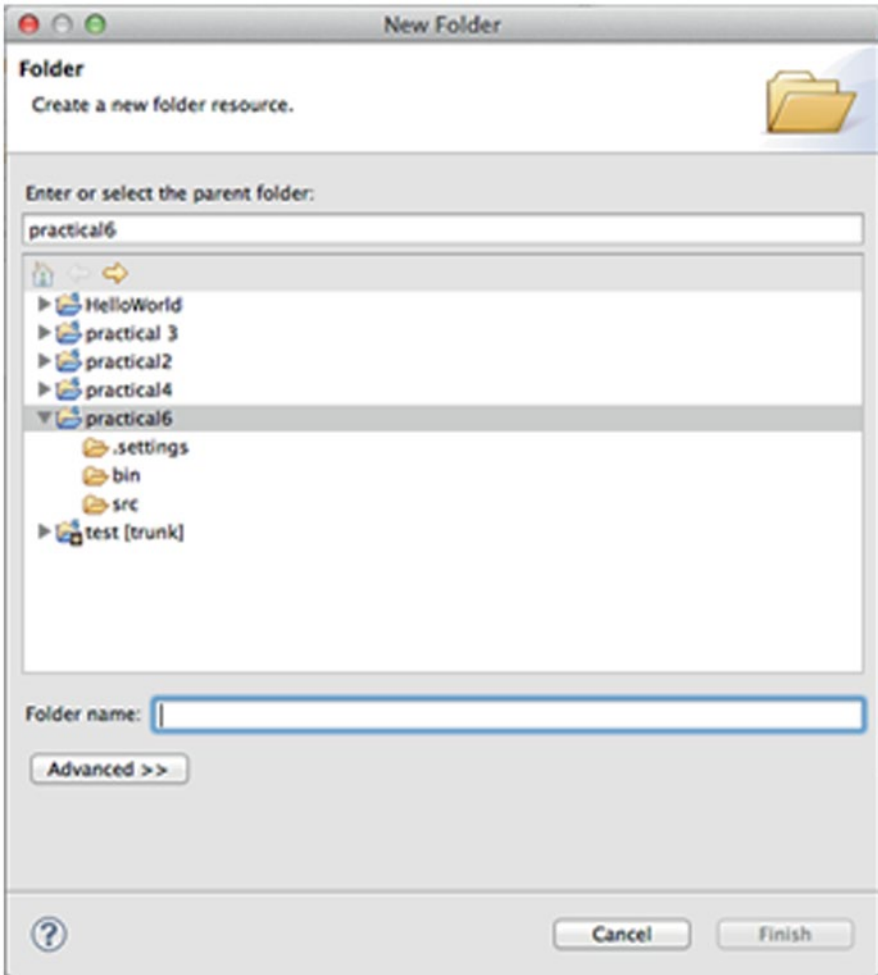 New Folder
Folder
Create a new folder resource.
Enter or select the parent folder:
practical6
HelloWorld
practical 3
practical2
practical4
practical6
.settings
bin
src
test [trunk]
Folder name:
Advanced >>
?
Cancel
Finish